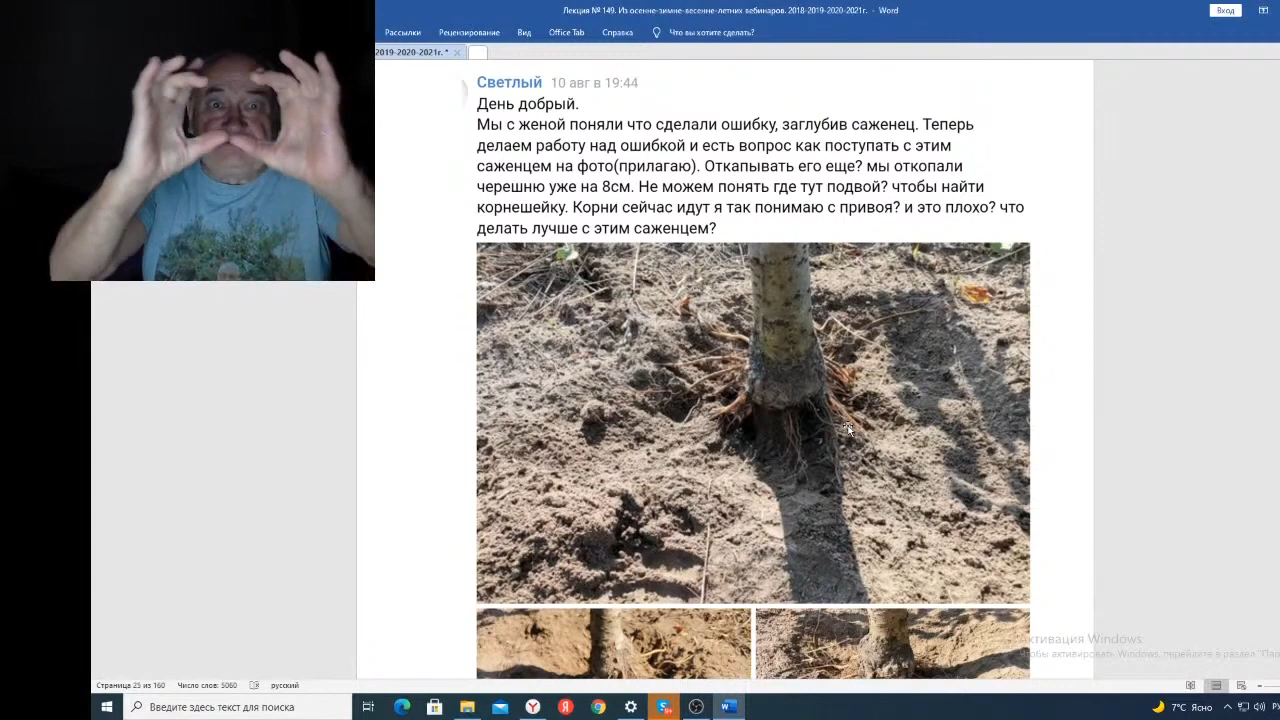 Лекция № 149. Из осенне-зимне-весенне-летних вебинаров. 2018-2019-2020-2021г. - Word
Вход
Рассылки Рецензирование Вид Office Tab Справка Что вы хотите сделать?
2019-2020-2021г. *
Светлый 10 авг в 19:44
День добрый.
Мы с женой поняли что сделали ошибку, заглубив саженец. Теперь
делаем работу над ошибкой и есть вопрос как поступать с этим
саженцем на фото(прилагаю). Откапывать его еще? мы откопали
черешню уже на 8см. Не можем понять где тут подвой? чтобы найти
корнешейку. Корни сейчас идут я так понимаю с привоя? и это плохо? что
делать лучше с этим саженцем?
активация Windows
Чтобы активировать Windows, перейдите в раздел
Страница 25 из 160 Число слов: 5060 русский
Введите здесь текст для поиска
7°C Ясно